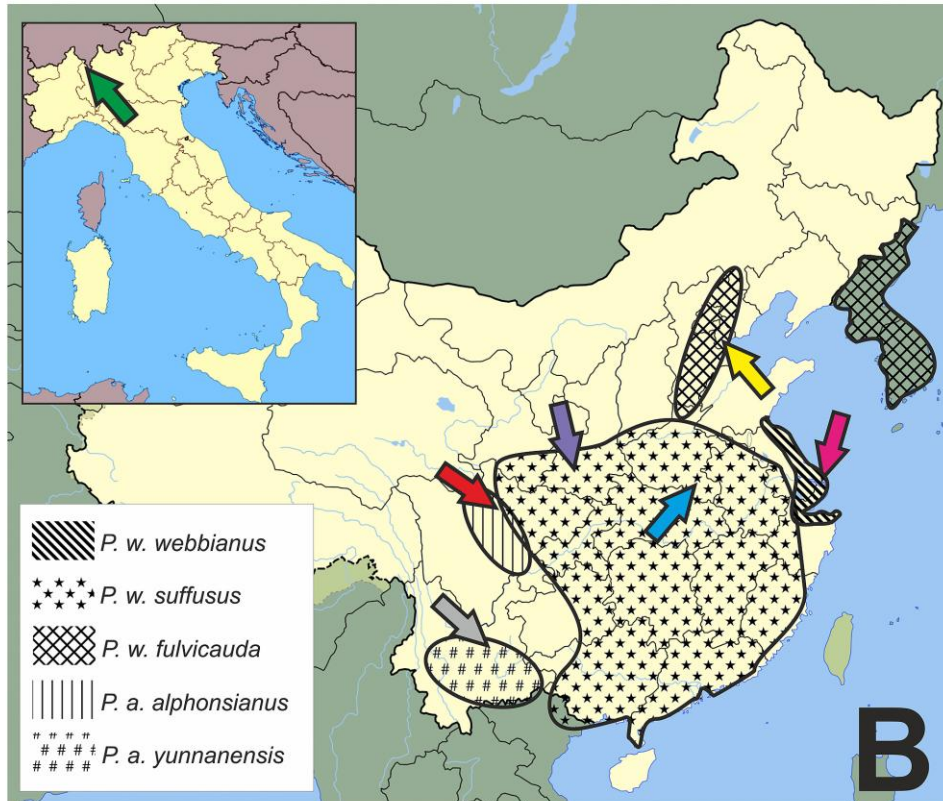 P. w. webbianus
P. w. suffusus
P. w. fulvicauda
P. a. alphonsianus
P. a. yunnanensis
B